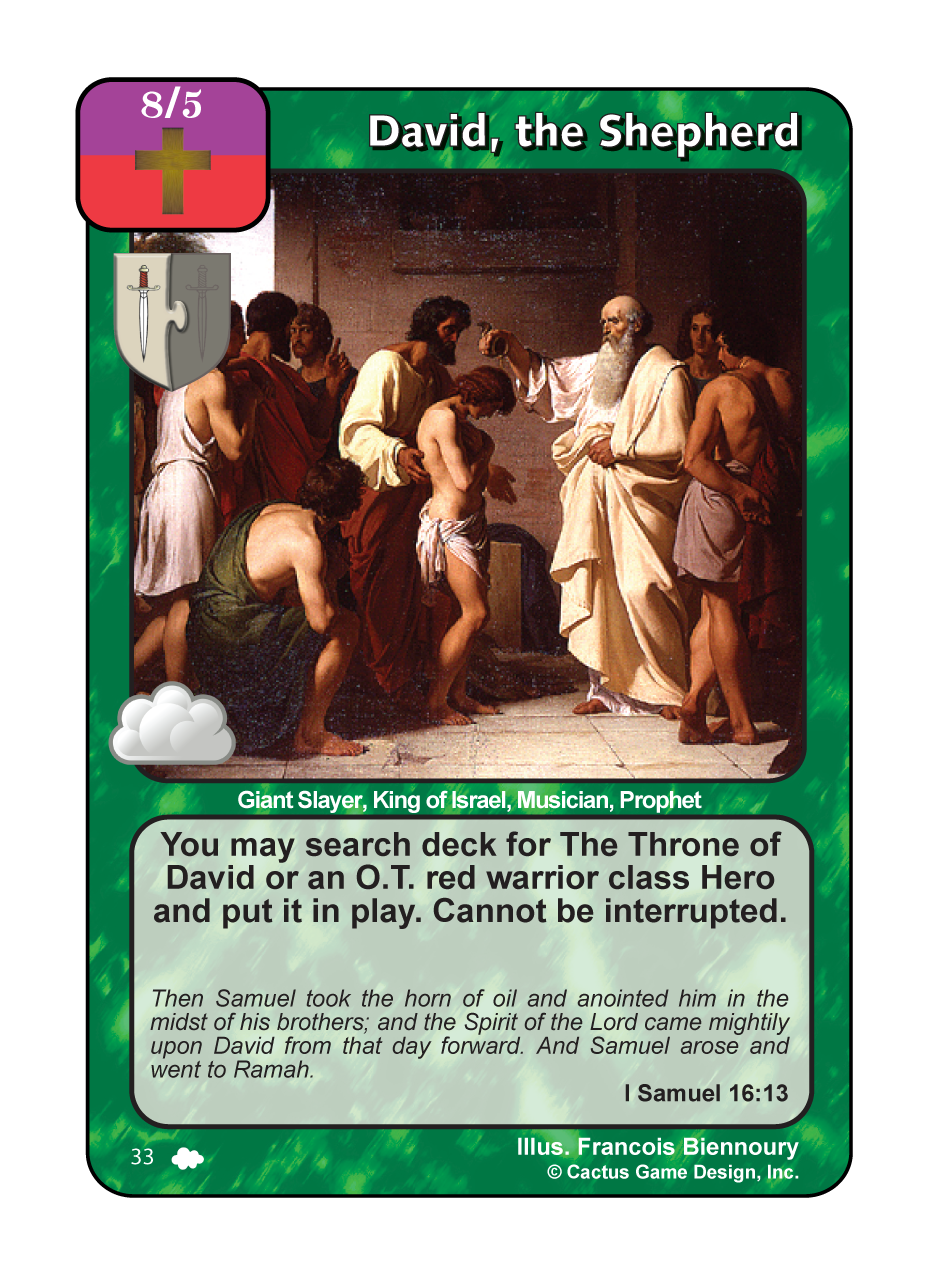 8/5
David, the Shepherd
Giant Slayer, King of Israel, Musician, Prophet
You may search deck for The Throne of
David or an O.T. red warrior class Hero
and put it in play. Cannot be interrupted.
Then Samuel took the horn of oil and anointed him in the
midst of his brothers; and the Spirit of the Lord came mightily
upon David from that day forward. And Samuel arose and
went to Ramah.
I Samuel 16:13
33
Illus. Francois Biennoury
© Cactus Game Design, Inc.